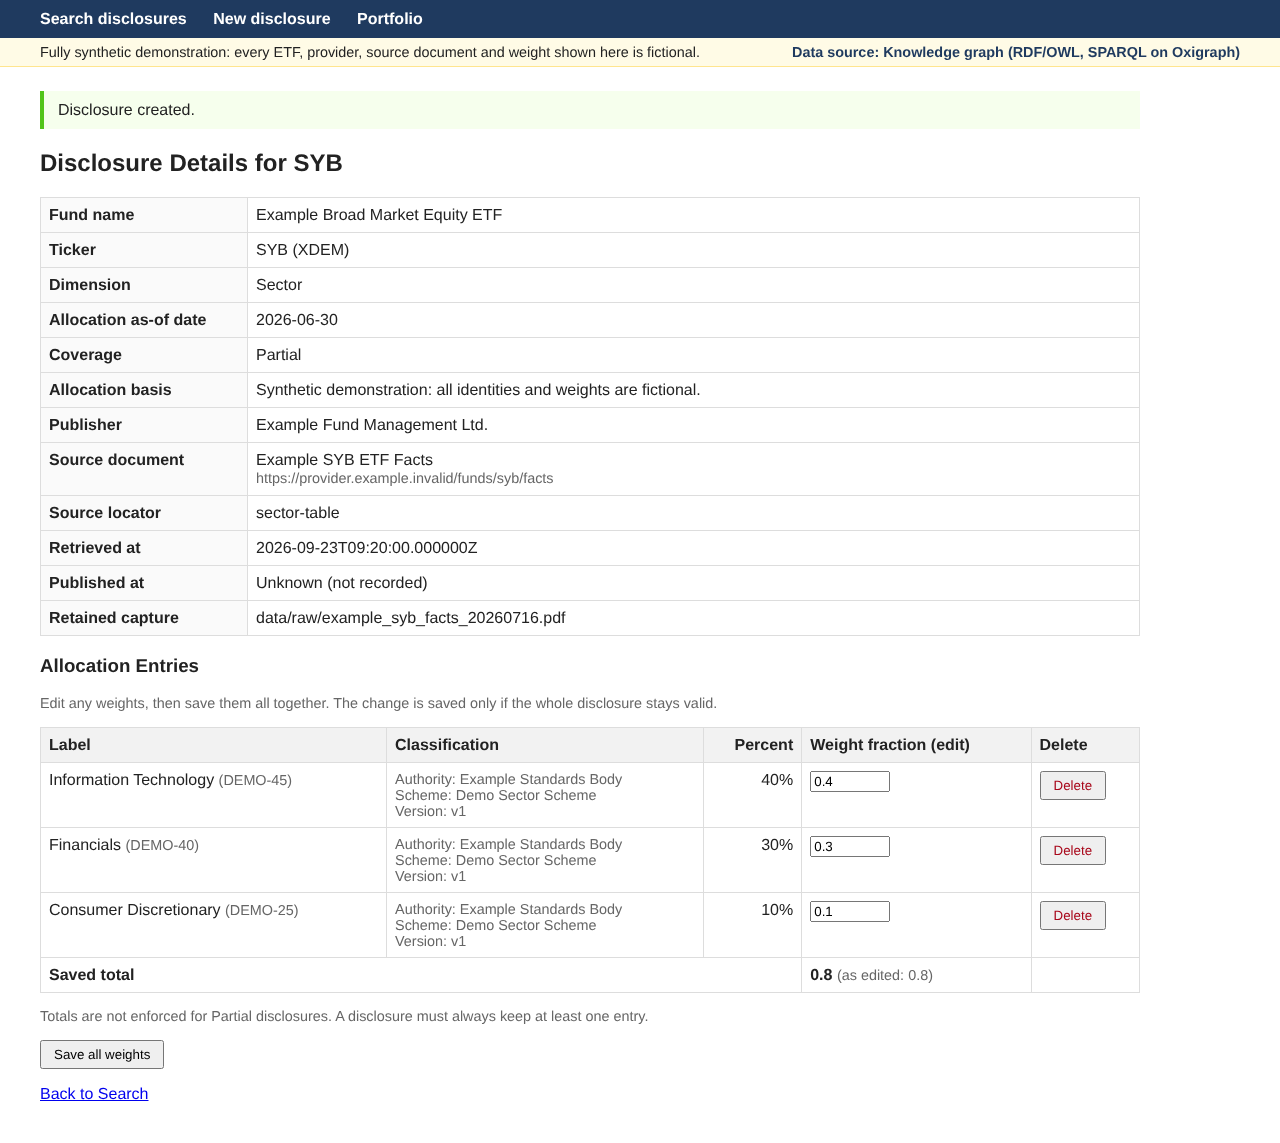 Search disclosures New disclosure Portfolio
Fully synthetic demonstration: every ETF, provider, source document and weight shown here is fictional. Data source: Knowledge graph (RDF/OWL, SPARQL on Oxigraph)
Disclosure created.
Disclosure Details for SYB
Fund name Example Broad Market Equity ETF
Ticker SYB (XDEM)
Dimension Sector
Allocation as-of date 2026-06-30
Coverage Partial
Allocation basis Synthetic demonstration: all identities and weights are fictional.
Publisher Example Fund Management Ltd.
Source document Example SYB ETF Facts
https://provider.example.invalid/funds/syb/facts
Source locator sector-table
Retrieved at 2026-09-23T09:20:00.000000Z
Published at Unknown (not recorded)
Retained capture data/raw/example_syb_facts_20260716.pdf
Allocation Entries
Edit any weights, then save them all together. The change is saved only if the whole disclosure stays valid.
Label Classification Percent Weight fraction (edit) Delete
Information Technology (DEMO-45) Authority: Example Standards Body 40% 0.4 Delete
Scheme: Demo Sector Scheme
Version: v1
Financials (DEMO-40) Authority: Example Standards Body 30% 0.3 Delete
Scheme: Demo Sector Scheme
Version: v1
Consumer Discretionary (DEMO-25) Authority: Example Standards Body 10% 0.1 Delete
Scheme: Demo Sector Scheme
Version: v1
Saved total 0.8 (as edited: 0.8)
Totals are not enforced for Partial disclosures. A disclosure must always keep at least one entry.
Save all weights
Back to Search